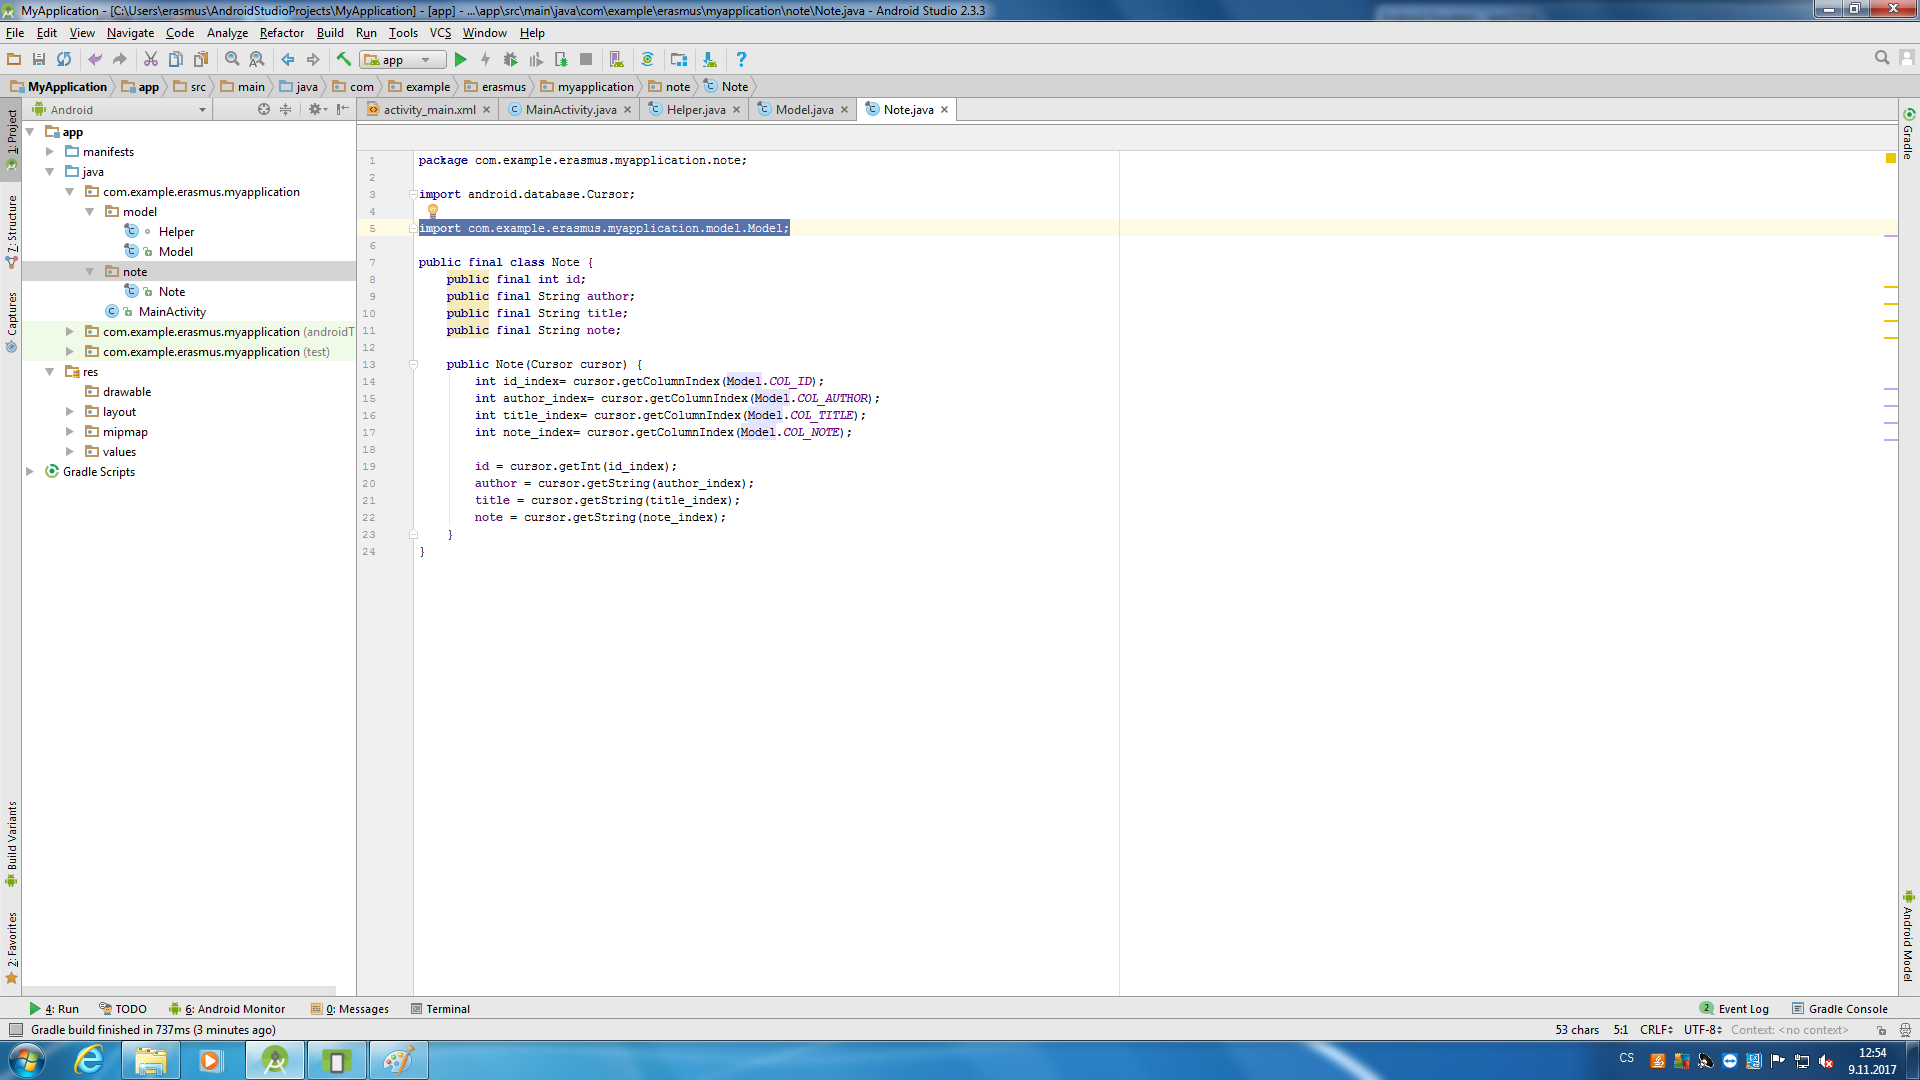 MyApplication - [C:\Users\erasmus\AndroidStudioProjects\MyApplication] - [app] - ...\app\src\main\java\com\example\erasmus\myapplication\note\Note.java - Android Studio 2.3.3
File Edit View Navigate Code Analyze Refactor Build Run Tools VCS Window Help
app
MyApplication app src main java com example erasmus myapplication note Note
Android
activity_main.xml MainActivity.java Helper.java Model.java Note.java
1: Project
7: Structure
Captures
Build Variants
2: Favorites
app
manifests
java
com.example.erasmus.myapplication
model
Helper
Model
note
Note
MainActivity
com.example.erasmus.myapplication (androidT
com.example.erasmus.myapplication (test)
res
drawable
layout
mipmap
values
Gradle Scripts
1 package com.example.erasmus.myapplication.note;
2
3 import android.database.Cursor;
4
5 import com.example.erasmus.myapplication.model.Model;
6
7 public final class Note {
8 public final int id;
9 public final String author;
10 public final String title;
11 public final String note;
12
13 public Note(Cursor cursor) {
14 int id_index= cursor.getColumnIndex(Model.COL_ID);
15 int author_index= cursor.getColumnIndex(Model.COL_AUTHOR);
16 int title_index= cursor.getColumnIndex(Model.COL_TITLE);
17 int note_index= cursor.getColumnIndex(Model.COL_NOTE);
18
19 id = cursor.getInt(id_index);
20 author = cursor.getString(author_index);
21 title = cursor.getString(title_index);
22 note = cursor.getString(note_index);
23 }
24 }
Gradle
Android Model
4: Run TODO 6: Android Monitor 0: Messages Terminal 2 Event Log Gradle Console
Gradle build finished in 737ms (3 minutes ago) 53 chars 5:1 CRLF UTF-8 Context: <no context>
CS 12:54
9.11.2017